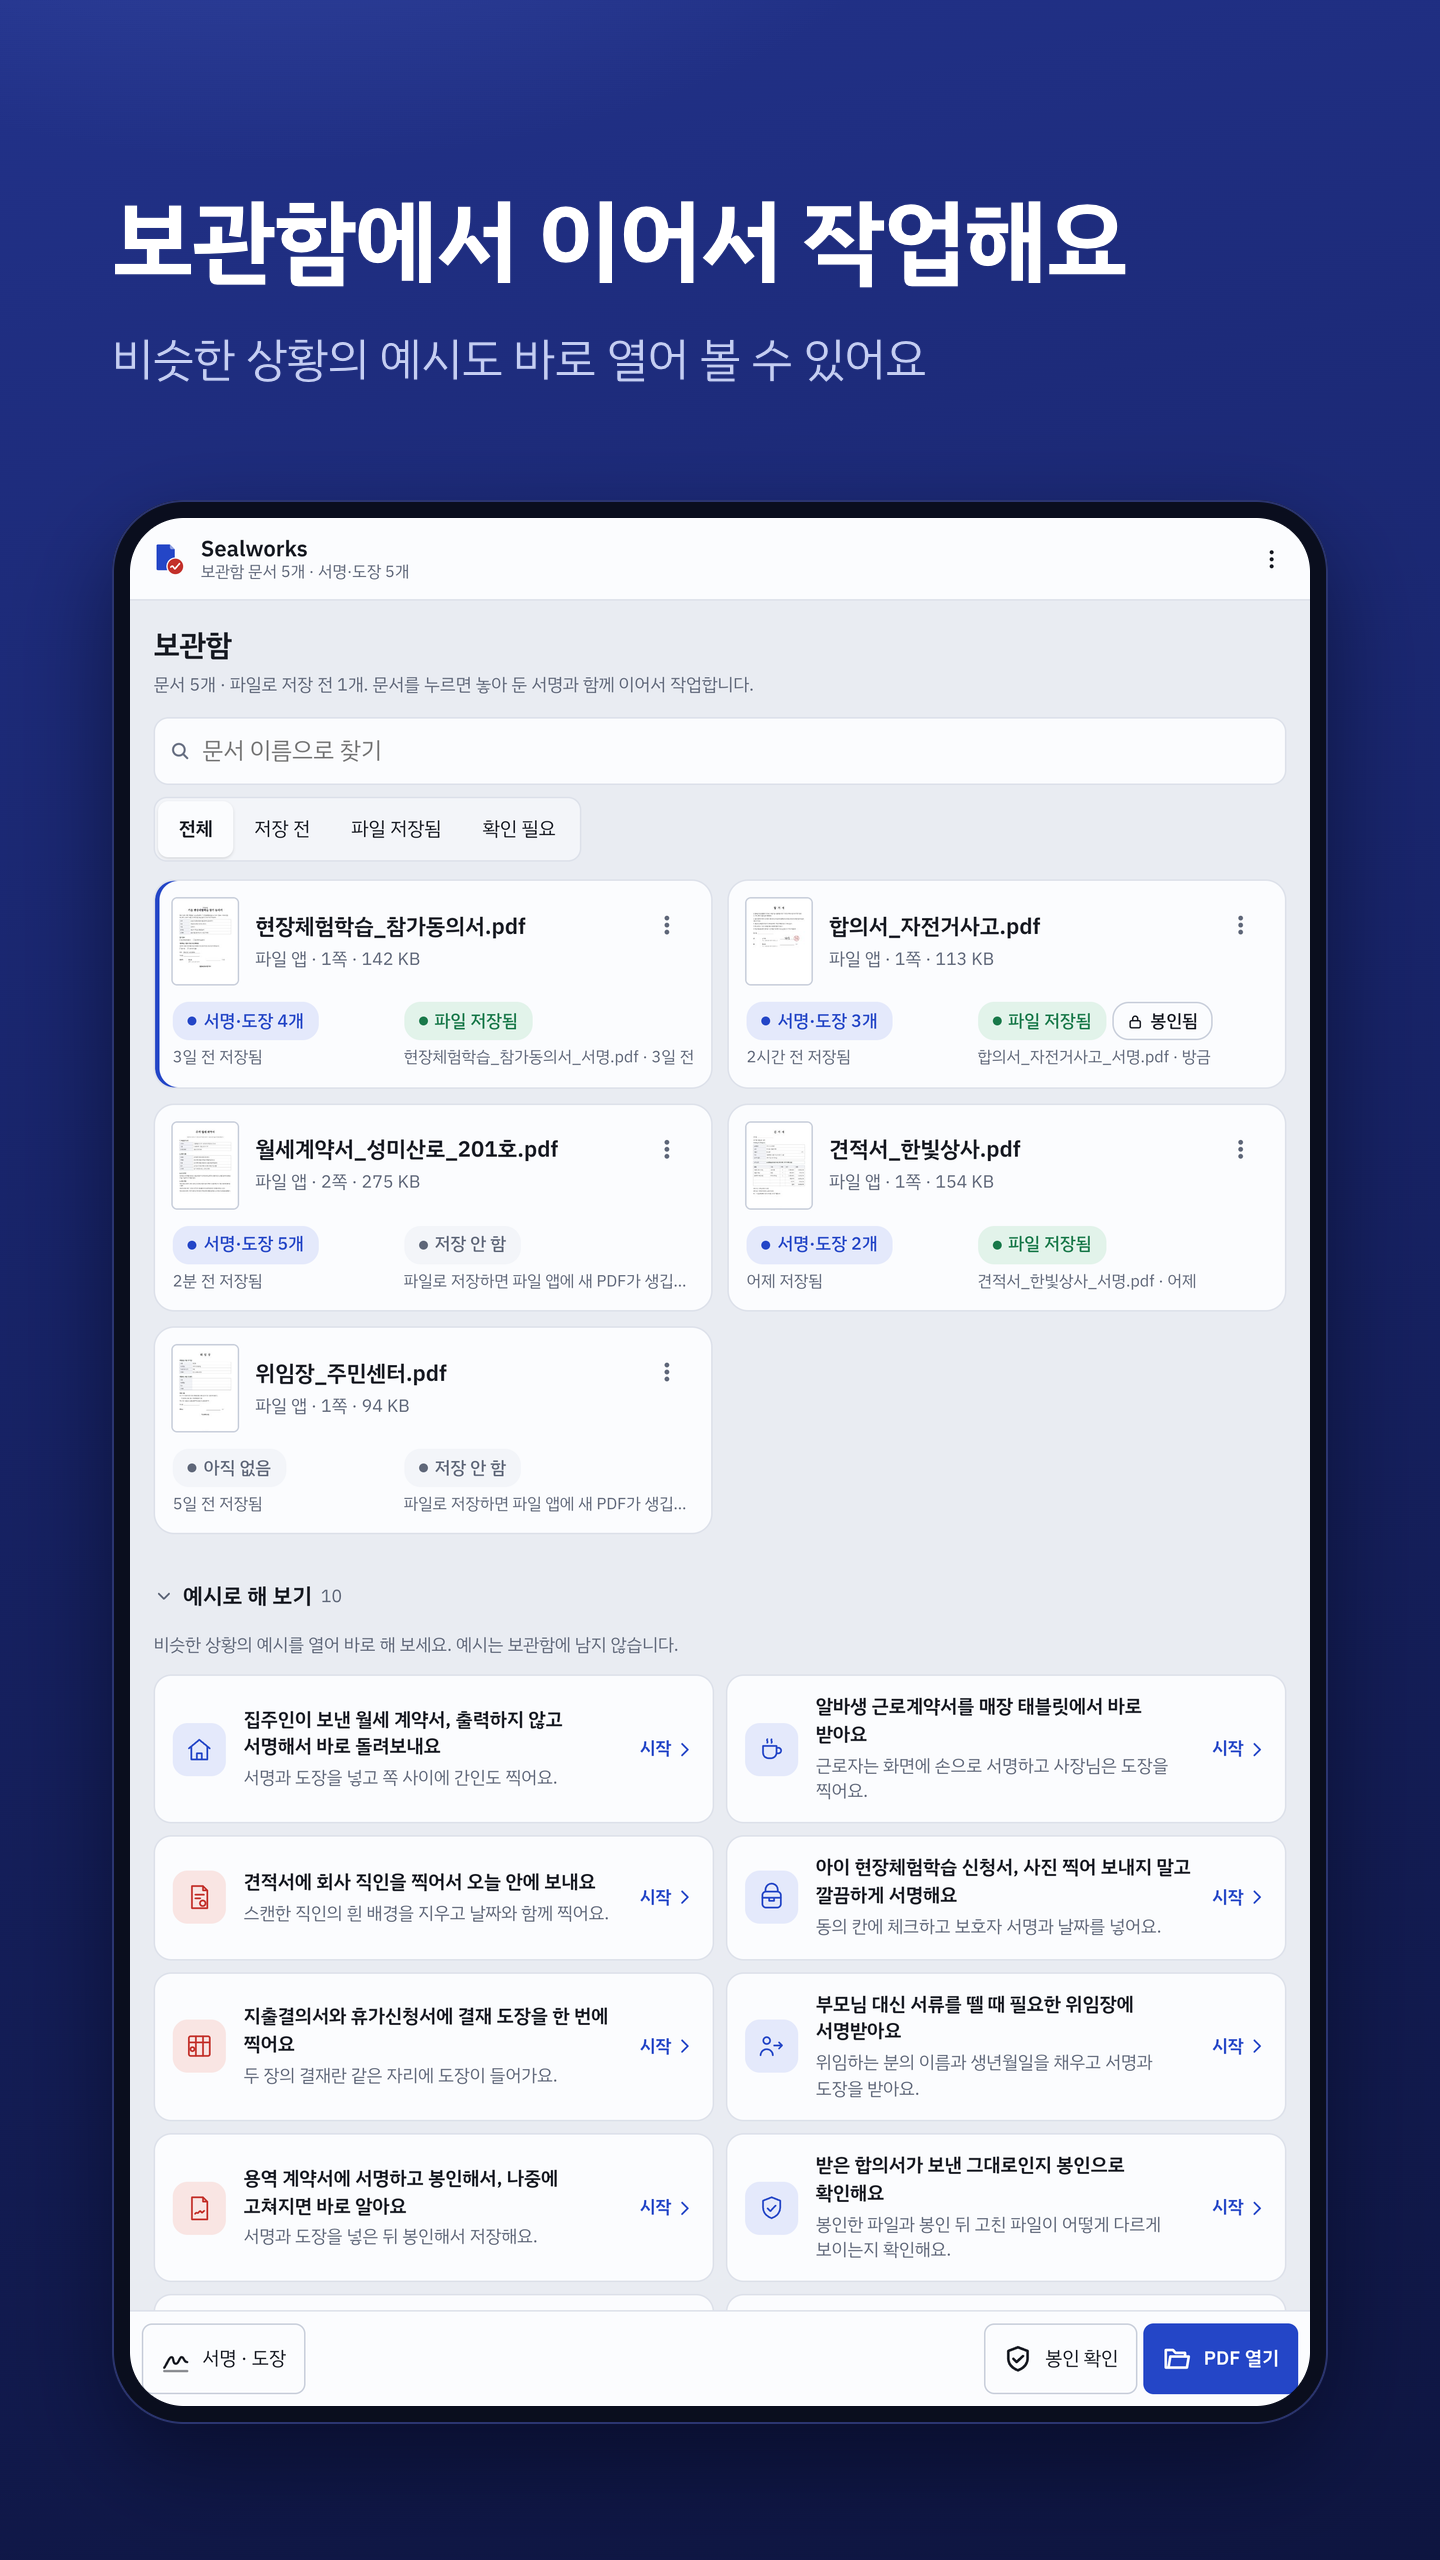 보관함에서 이어서 작업해요
비슷한 상황의 예시도 바로 열어 볼 수 있어요
Sealworks
보관함 문서 5개 · 서명·도장 5개
보관함
문서 5개 · 파일로 저장 전 1개. 문서를 누르면 놓아 둔 서명과 함께 이어서 작업합니다.
문서 이름으로 찾기
전체 저장 전 파일 저장됨 확인 필요
현장체험학습_참가동의서.pdf
파일 앱 · 1쪽 · 142 KB
서명·도장 4개 파일 저장됨
3일 전 저장됨 현장체험학습_참가동의서_서명.pdf · 3일 전
합의서_자전거사고.pdf
파일 앱 · 1쪽 · 113 KB
서명·도장 3개 파일 저장됨 봉인됨
2시간 전 저장됨 합의서_자전거사고_서명.pdf · 방금
월세계약서_성미산로_201호.pdf
파일 앱 · 2쪽 · 275 KB
서명·도장 5개 저장 안 함
2분 전 저장됨 파일로 저장하면 파일 앱에 새 PDF가 생깁...
견적서_한빛상사.pdf
파일 앱 · 1쪽 · 154 KB
서명·도장 2개 파일 저장됨
어제 저장됨 견적서_한빛상사_서명.pdf · 어제
위임장_주민센터.pdf
파일 앱 · 1쪽 · 94 KB
아직 없음 저장 안 함
5일 전 저장됨 파일로 저장하면 파일 앱에 새 PDF가 생깁...
예시로 해 보기 10
비슷한 상황의 예시를 열어 바로 해 보세요. 예시는 보관함에 남지 않습니다.
집주인이 보낸 월세 계약서, 출력하지 않고
서명해서 바로 돌려보내요
서명과 도장을 넣고 쪽 사이에 간인도 찍어요.
시작
알바생 근로계약서를 매장 태블릿에서 바로
받아요
근로자는 화면에 손으로 서명하고 사장님은 도장을
찍어요.
시작
견적서에 회사 직인을 찍어서 오늘 안에 보내요
스캔한 직인의 흰 배경을 지우고 날짜와 함께 찍어요.
시작
아이 현장체험학습 신청서, 사진 찍어 보내지 말고
깔끔하게 서명해요
동의 칸에 체크하고 보호자 서명과 날짜를 넣어요.
시작
지출결의서와 휴가신청서에 결재 도장을 한 번에
찍어요
두 장의 결재란 같은 자리에 도장이 들어가요.
시작
부모님 대신 서류를 뗄 때 필요한 위임장에
서명받아요
위임하는 분의 이름과 생년월일을 채우고 서명과
도장을 받아요.
시작
용역 계약서에 서명하고 봉인해서, 나중에
고쳐지면 바로 알아요
서명과 도장을 넣은 뒤 봉인해서 저장해요.
시작
받은 합의서가 보낸 그대로인지 봉인으로
확인해요
봉인한 파일과 봉인 뒤 고친 파일이 어떻게 다르게
보이는지 확인해요.
시작
서명 · 도장 봉인 확인 PDF 열기